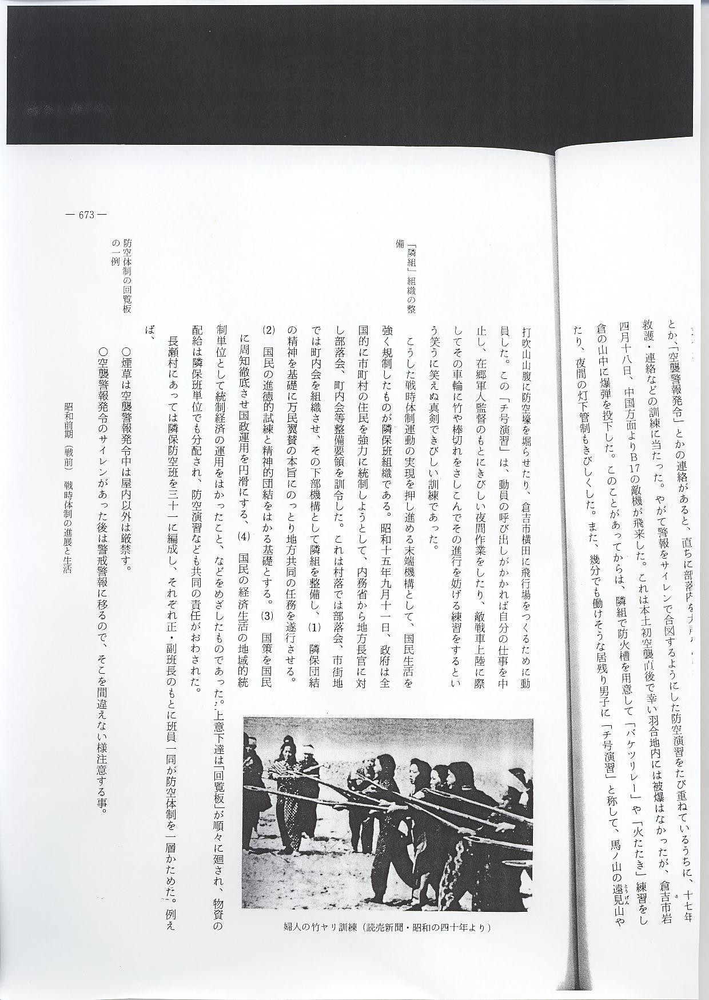 とか、「空襲警報発令」とかの連絡があると、直ちに部落内を
救護・連絡などの訓練に当たった。やがて警報をサイレンで合図するようにした防空演習をたび重ねているうちに、十七年
四月十八日、中国方面よりB17の敵機が飛来した。これは本土初空襲直後で幸い羽合地内には被爆はなかったが、倉吉市岩
倉の山中に爆弾を投下した。このことがあってからは、隣組で防火槽を用意して「バケツリレー」や「火たたき」練習をし
たり、夜間の灯下管制もきびしくした。また、幾分でも働けそうな居残り男子に「チ号演習」と称して、馬ノ山の遠見山や
とうげん
打吹山山腹に防空壕を堀らせたり、倉吉市横田に飛行場をつくるために動
員した。この「チ号演習」は、動員の呼び出しがかかれば自分の仕事を中
止し、在郷軍人監督のもとにきびしい夜間作業をしたり、敵戦車上陸に際
してその車輪に竹や棒切れをさしこんでその進行を妨げる練習をするとい
う笑うに笑えぬ真剣できびしい訓練であった。
「隣組」組織の整
備
こうした戦時体制運動の実現を押し進める末端機構として、国民生活を
強く規制したものが隣保班組織である。昭和十五年九月十一日、政府は全
国的に市町村の住民を強力に統制しようとして、内務省から地方長官に対
し部落会、町内会等整備要領を訓令した。これは村落では部落会、市街地
では町内会を組織させ、その下部機構として隣組を整備し、(1) 隣保団結
の精神を基礎に万民翼賛の本旨にのっとり地方共同の任務を遂行させる。
(2) 国民の進徳的試練と精神的団結をはかる基礎とする。(3) 国策を国民
に周知徹底させ国政運用を円滑にする、(4) 国民の経済生活の地域的統
制単位として統制経済の運用をはかったこと、などをめざしたものであった。上意下達は「回覧板」が順々に廻され、物資の
配給は隣保班単位でも分配され、防空演習なども共同の責任がおわされた。
長瀬村にあっては隣保防空班を三十一に編成し、それぞれ正・副班長のもとに班員一同が防空体制を一層かためた。例え
ば、
防空体制の回覧板
の一例
○煙草は空襲警報発令中は屋内以外は厳禁す。
○空襲警報発令のサイレンがあった後は警戒警報に移るので、そこを間違えない様注意する事。
婦人の竹ヤリ訓練（読売新聞・昭和の四十年より）
昭和前期（戦前） 戦時体制の進展と生活
― 673 ―